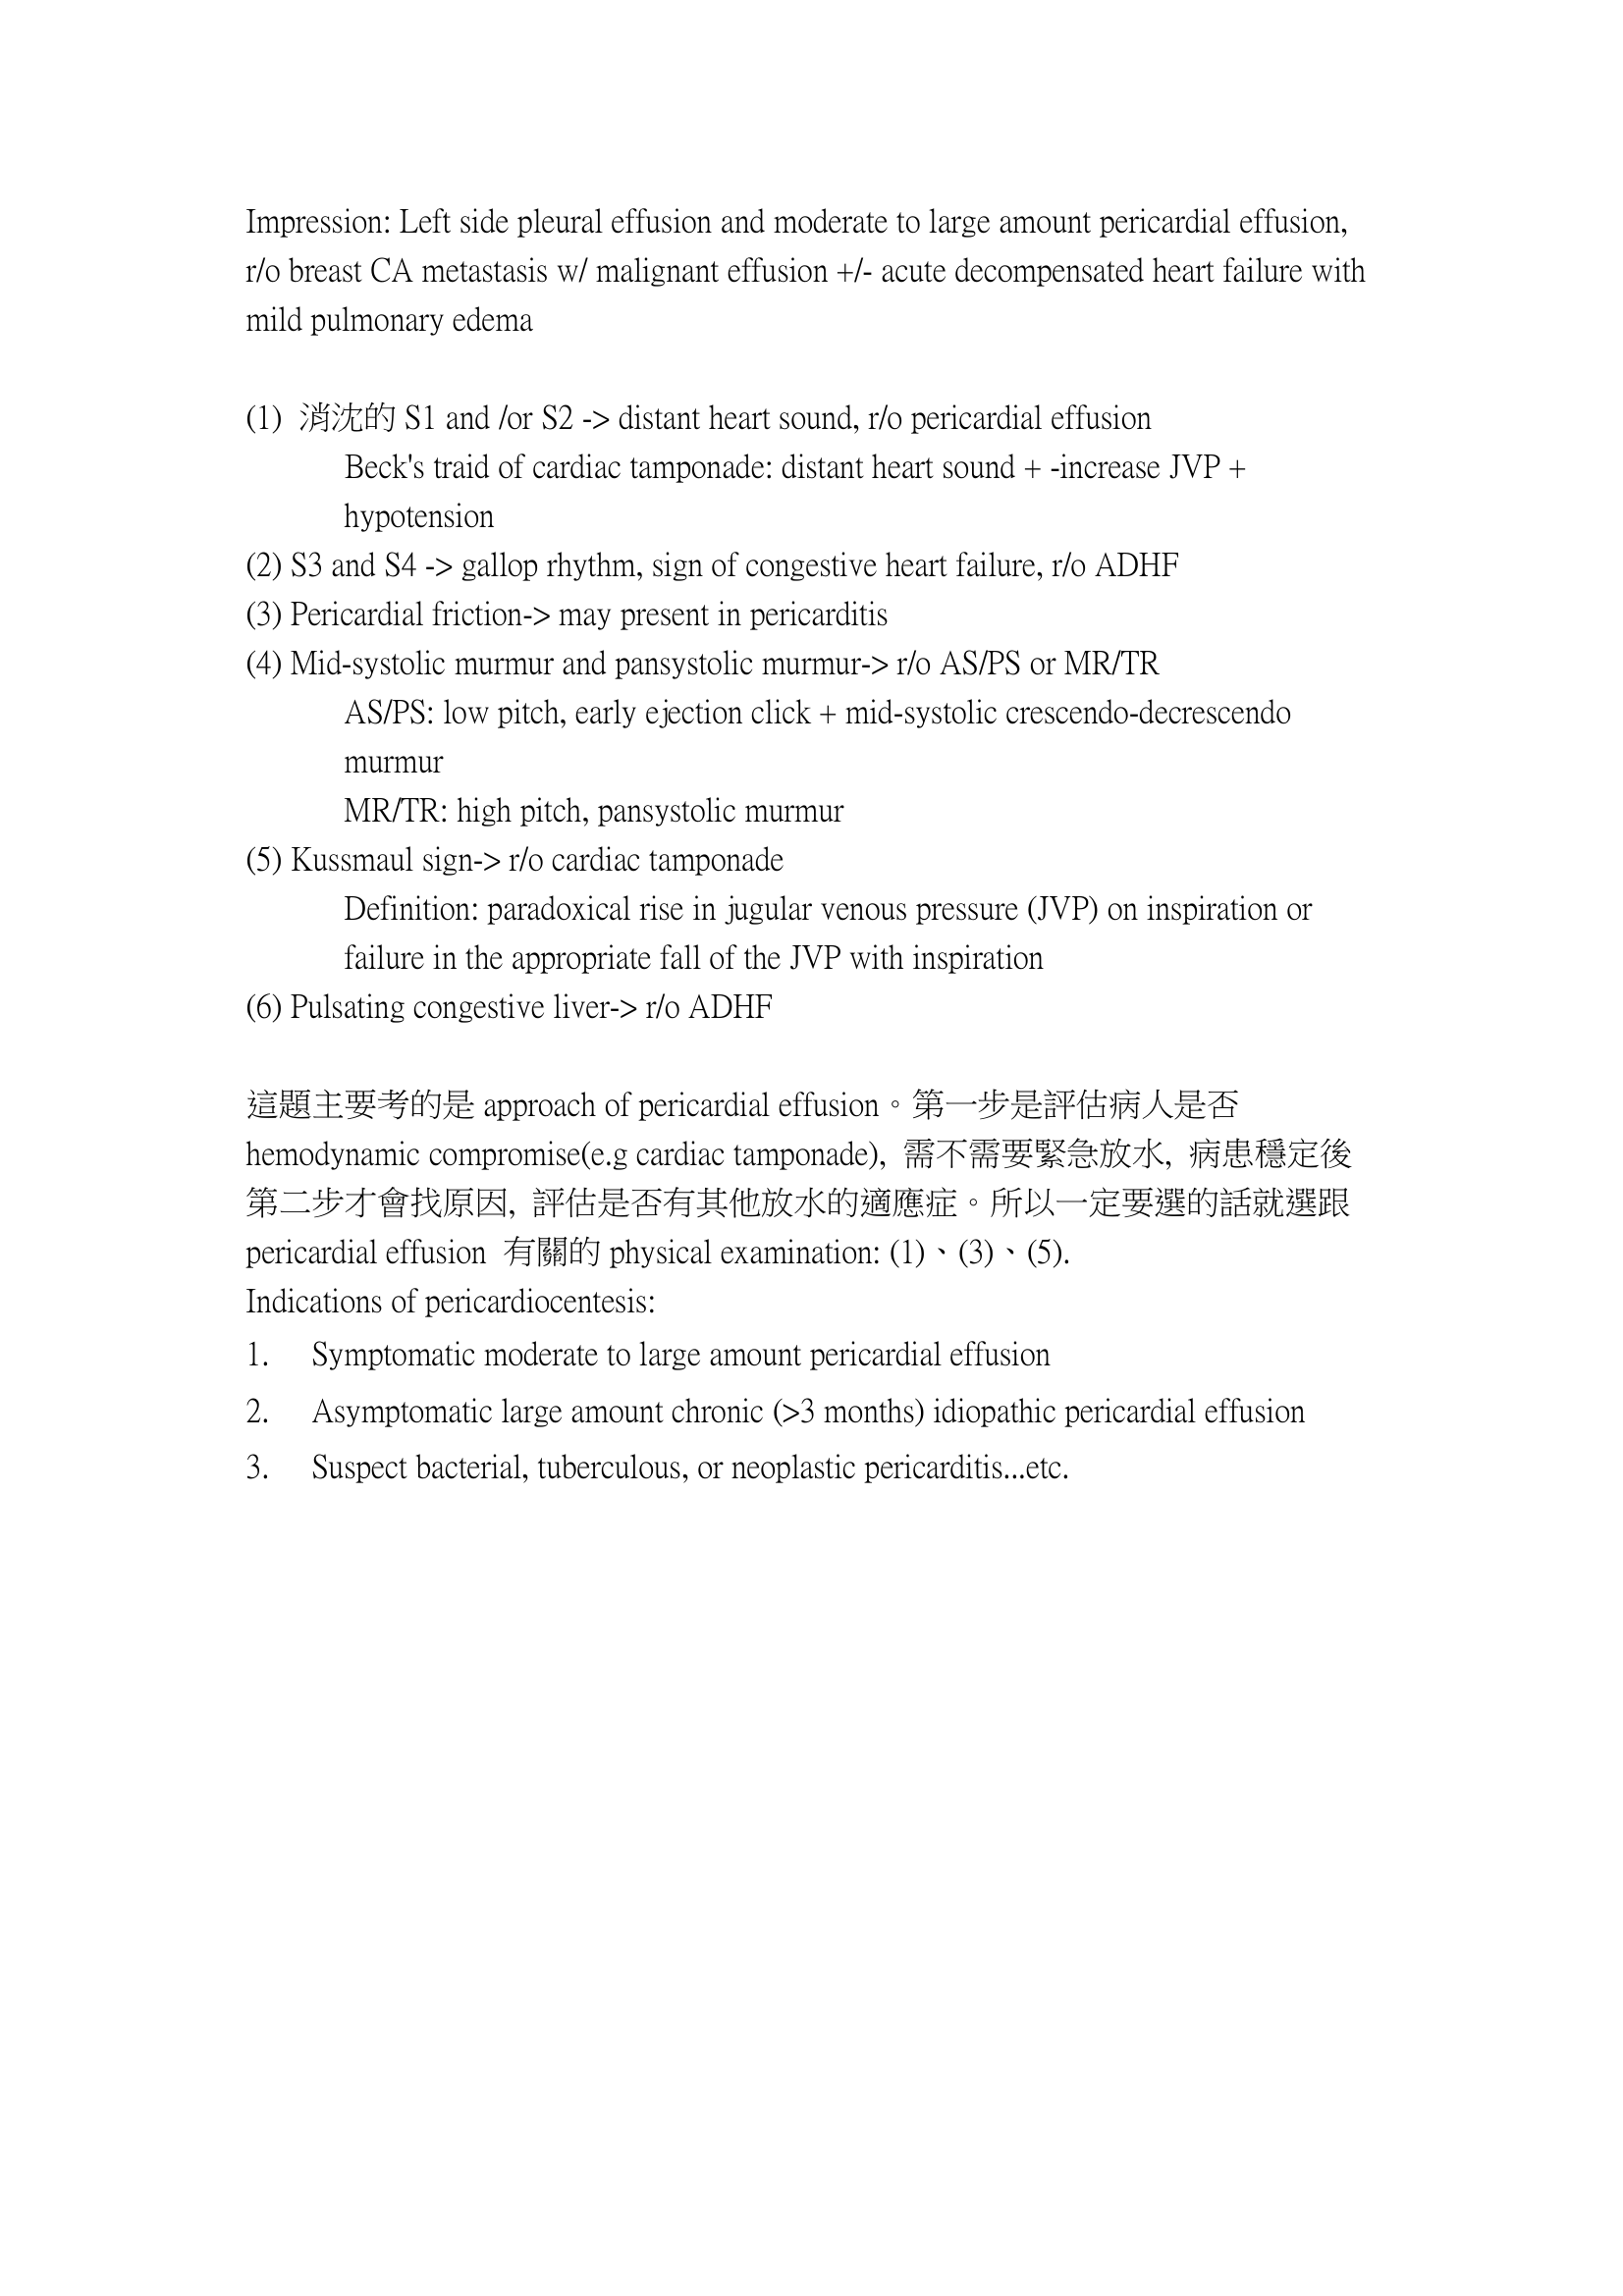 Impression: Left side pleural effusion and moderate to large amount pericardial effusion,
r/o breast CA metastasis w/ malignant effusion +/- acute decompensated heart failure with
mild pulmonary edema
(1) 消沈的 S1 and /or S2 -> distant heart sound, r/o pericardial effusion
Beck's traid of cardiac tamponade: distant heart sound + -increase JVP +
hypotension
(2) S3 and S4 -> gallop rhythm, sign of congestive heart failure, r/o ADHF
(3) Pericardial friction-> may present in pericarditis
(4) Mid-systolic murmur and pansystolic murmur-> r/o AS/PS or MR/TR
AS/PS: low pitch, early ejection click + mid-systolic crescendo-decrescendo
murmur
MR/TR: high pitch, pansystolic murmur
(5) Kussmaul sign-> r/o cardiac tamponade
Definition: paradoxical rise in jugular venous pressure (JVP) on inspiration or
failure in the appropriate fall of the JVP with inspiration
(6) Pulsating congestive liver-> r/o ADHF
這題主要考的是 approach of pericardial effusion。第一步是評估病人是否
hemodynamic compromise(e.g cardiac tamponade), 需不需要緊急放水, 病患穩定後
第二步才會找原因, 評估是否有其他放水的適應症。所以一定要選的話就選跟
pericardial effusion 有關的 physical examination: (1)、(3)、(5).
Indications of pericardiocentesis:
1. Symptomatic moderate to large amount pericardial effusion
2. Asymptomatic large amount chronic (>3 months) idiopathic pericardial effusion
3. Suspect bacterial, tuberculous, or neoplastic pericarditis...etc.